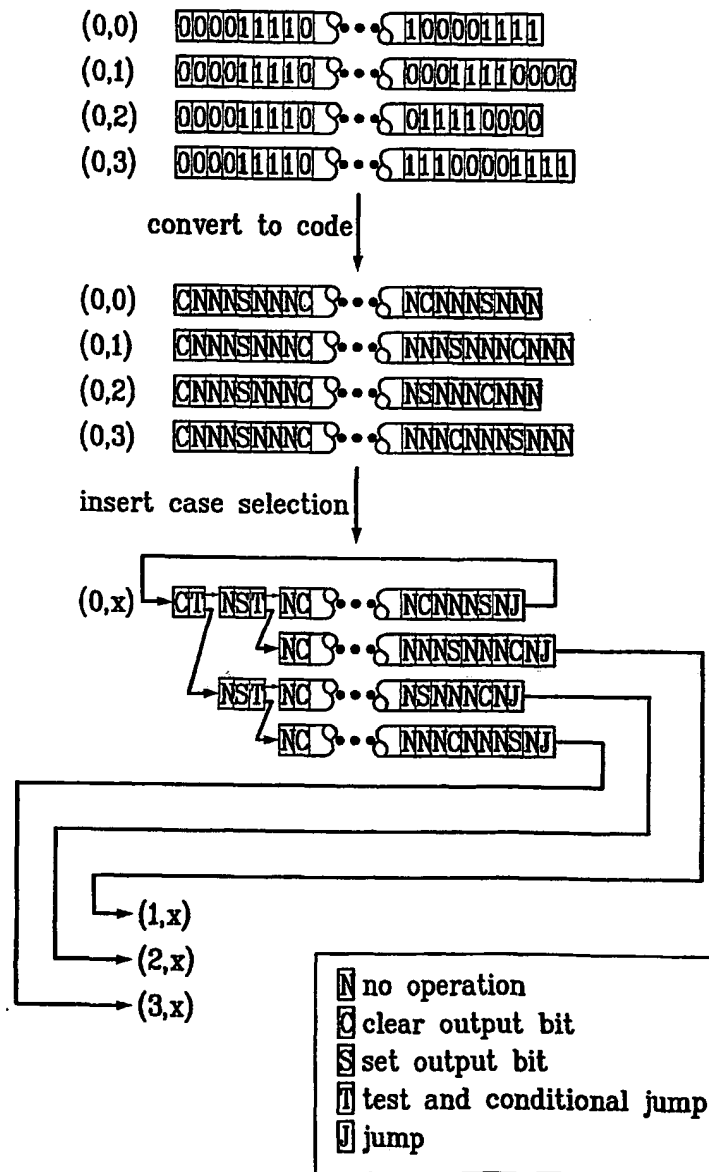 (0,0) 000011110 100001111
(0,1) 000011110 00011110000
(0,2) 000011110 011110000
(0,3) 000011110 11100001111
convert to code
(0,0) CNNNSNNNC NCNNNSNNN
(0,1) CNNNSNNNC NNNSNNNCNNN
(0,2) CNNNSNNNC NSNNNCNNN
(0,3) CNNNSNNNC NNNCNNNSNNN
insert case selection
(0,x) CT NST NC NCNNNSNJ
NC NNNSNNNCNJ
NST NC NSNNNCNJ
NC NNNCNNNSNJ
(1,x)
(2,x)
(3,x)
N no operation
C clear output bit
S set output bit
T test and conditional jump
J jump